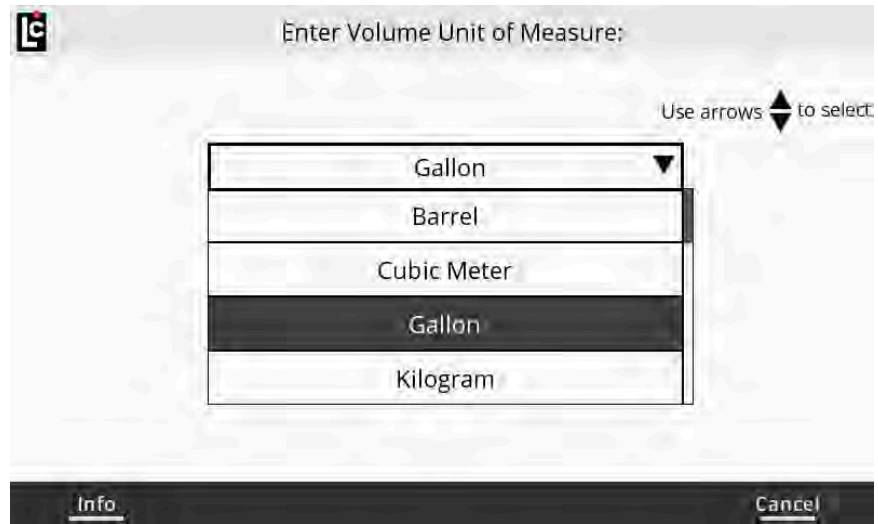 LC
Enter Volume Unit of Measure:
Use arrows to select.
Gallon
Barrel
Cubic Meter
Gallon
Kilogram
Info Cancel